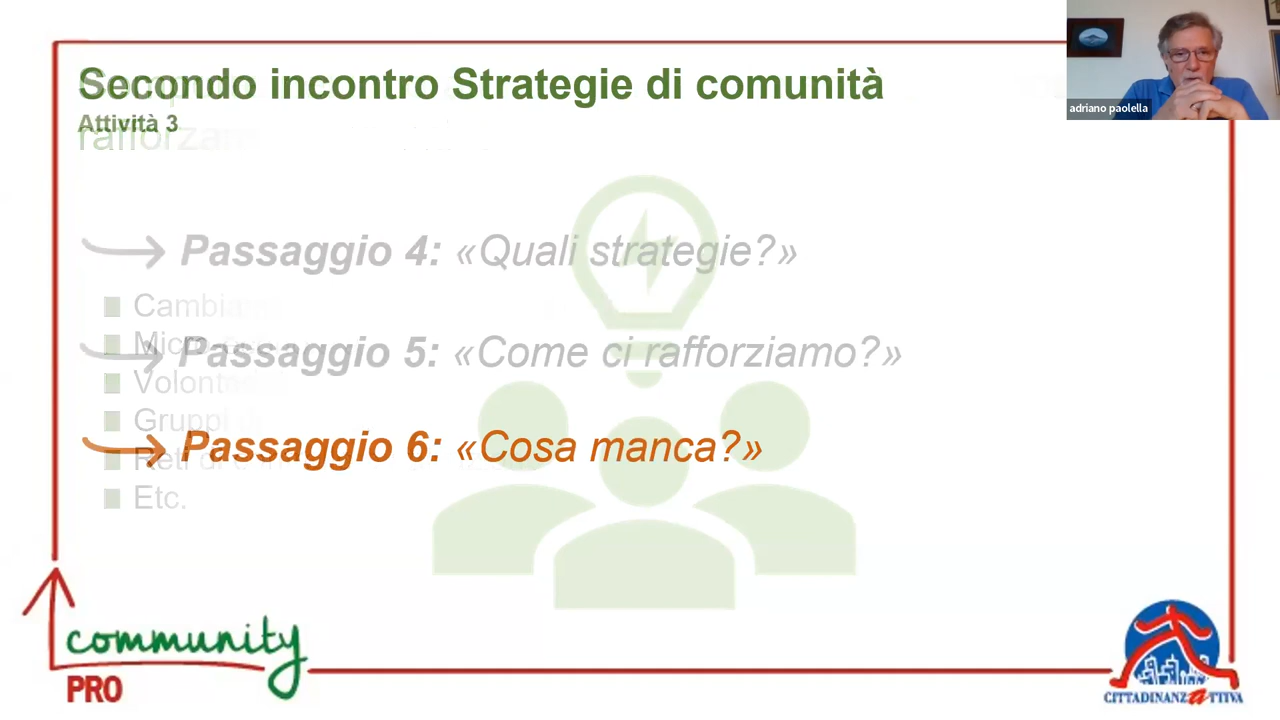 Secondo incontro Strategie di comunità
Attività 3
adriano paolella
Passaggio 4: «Quali strategie?»
Passaggio 5: «Come ci rafforziamo?»
Passaggio 6: «Cosa manca?»
Etc.
community
PRO
CITTADINANZATTIVA